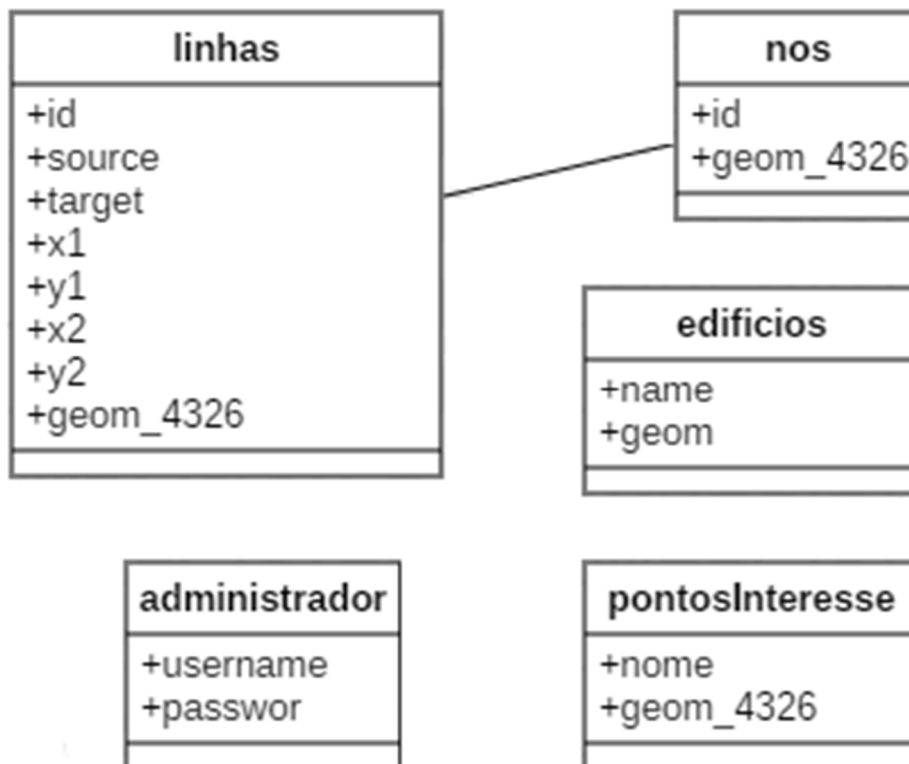 linhas
+id
+source
+target
+x1
+y1
+x2
+y2
+geom_4326
nos
+id
+geom_4326
edificios
+name
+geom
administrador
+username
+passwor
pontosInteresse
+nome
+geom_4326